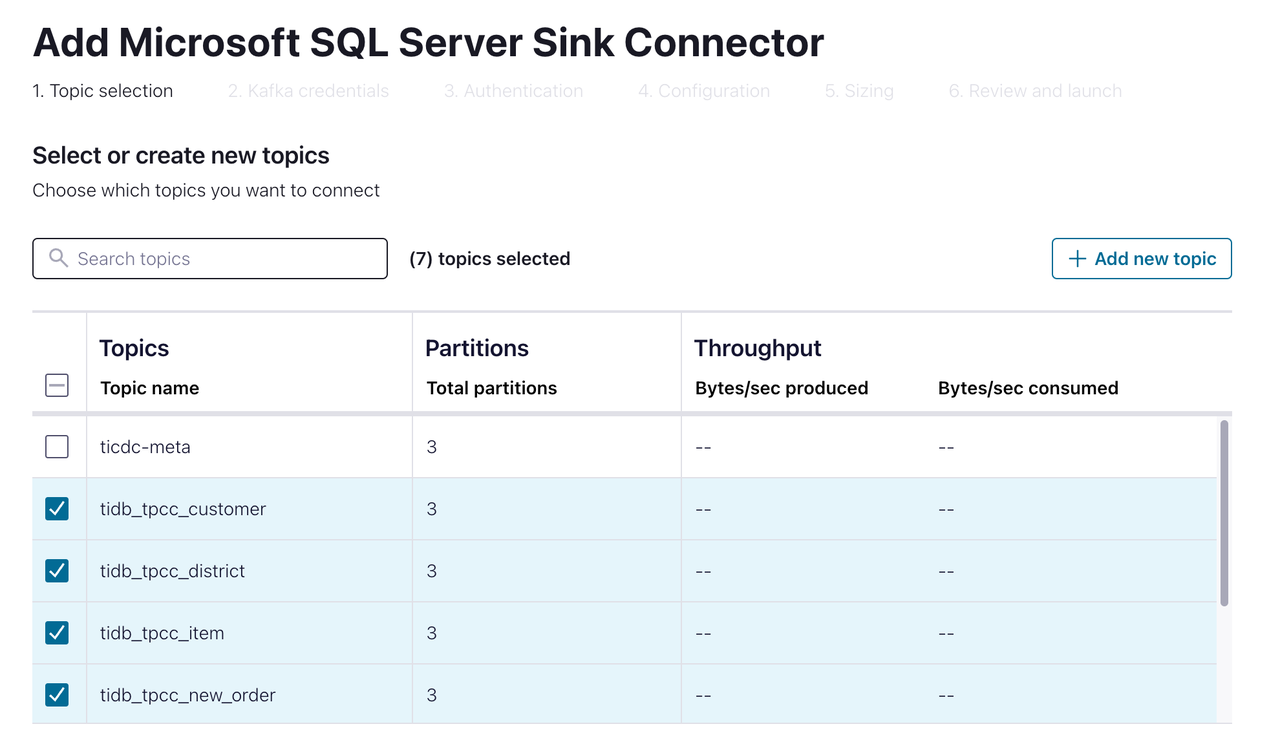 Add Microsoft SQL Server Sink Connector
1. Topic selection 2. Kafka credentials 3. Authentication 4. Configuration 5. Sizing 6. Review and launch
Select or create new topics
Choose which topics you want to connect
Search topics (7) topics selected + Add new topic
Topics Partitions Throughput
Topic name Total partitions Bytes/sec produced Bytes/sec consumed
ticdc-meta 3 -- --
tidb_tpcc_customer 3 -- --
tidb_tpcc_district 3 -- --
tidb_tpcc_item 3 -- --
tidb_tpcc_new_order 3 -- --